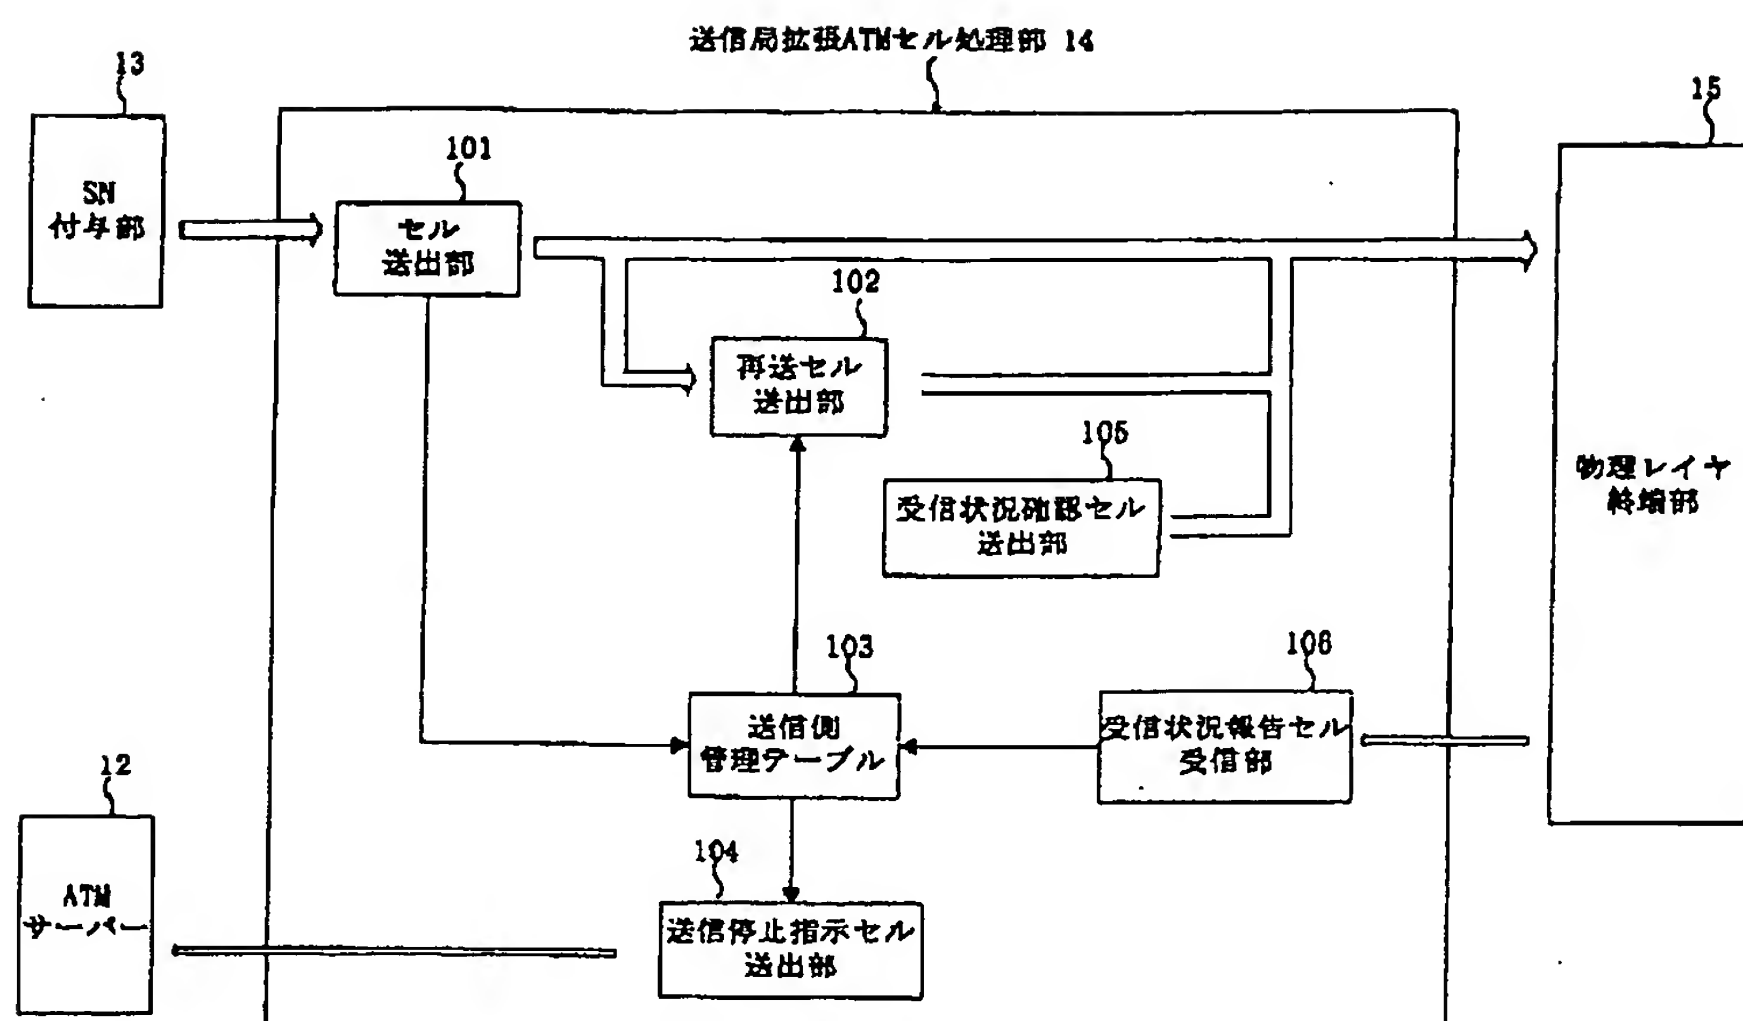 送信局拡張ATMセル処理部 14
13
SN
付与部
101
セル
送出部
15
102
再送セル
送出部
105
受信状況確認セル
送出部
物理レイヤ
終端部
103
送信側
管理テーブル
106
受信状況報告セル
受信部
12
ATM
サーバー
104
送信停止指示セル
送出部